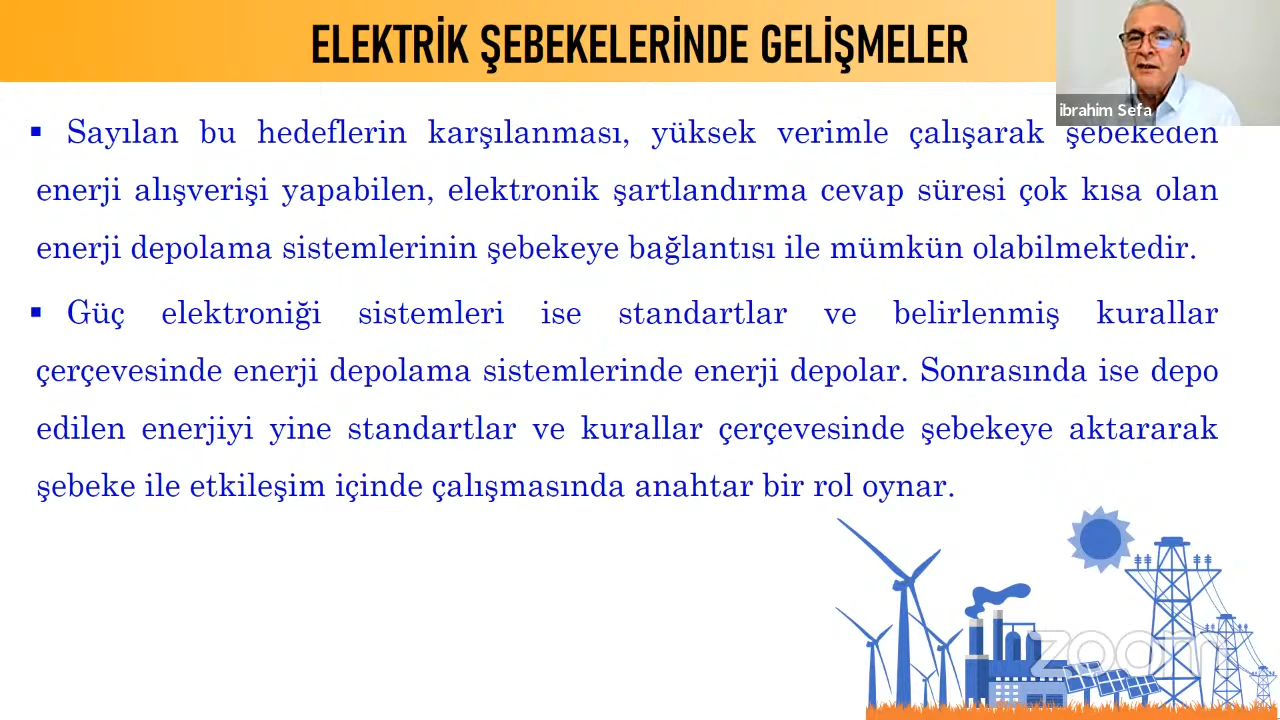 ELEKTRİK ŞEBEKELERİNDE GELİŞMELER
ibrahim Sefa
▪ Sayılan bu hedeflerin karşılanması, yüksek verimle çalışarak şebekeden
enerji alışverişi yapabilen, elektronik şartlandırma cevap süresi çok kısa olan
enerji depolama sistemlerinin şebekeye bağlantısı ile mümkün olabilmektedir.
▪ Güç elektroniği sistemleri ise standartlar ve belirlenmiş kurallar
çerçevesinde enerji depolama sistemlerinde enerji depolar. Sonrasında ise depo
edilen enerjiyi yine standartlar ve kurallar çerçevesinde şebekeye aktararak
şebeke ile etkileşim içinde çalışmasında anahtar bir rol oynar.
zoom